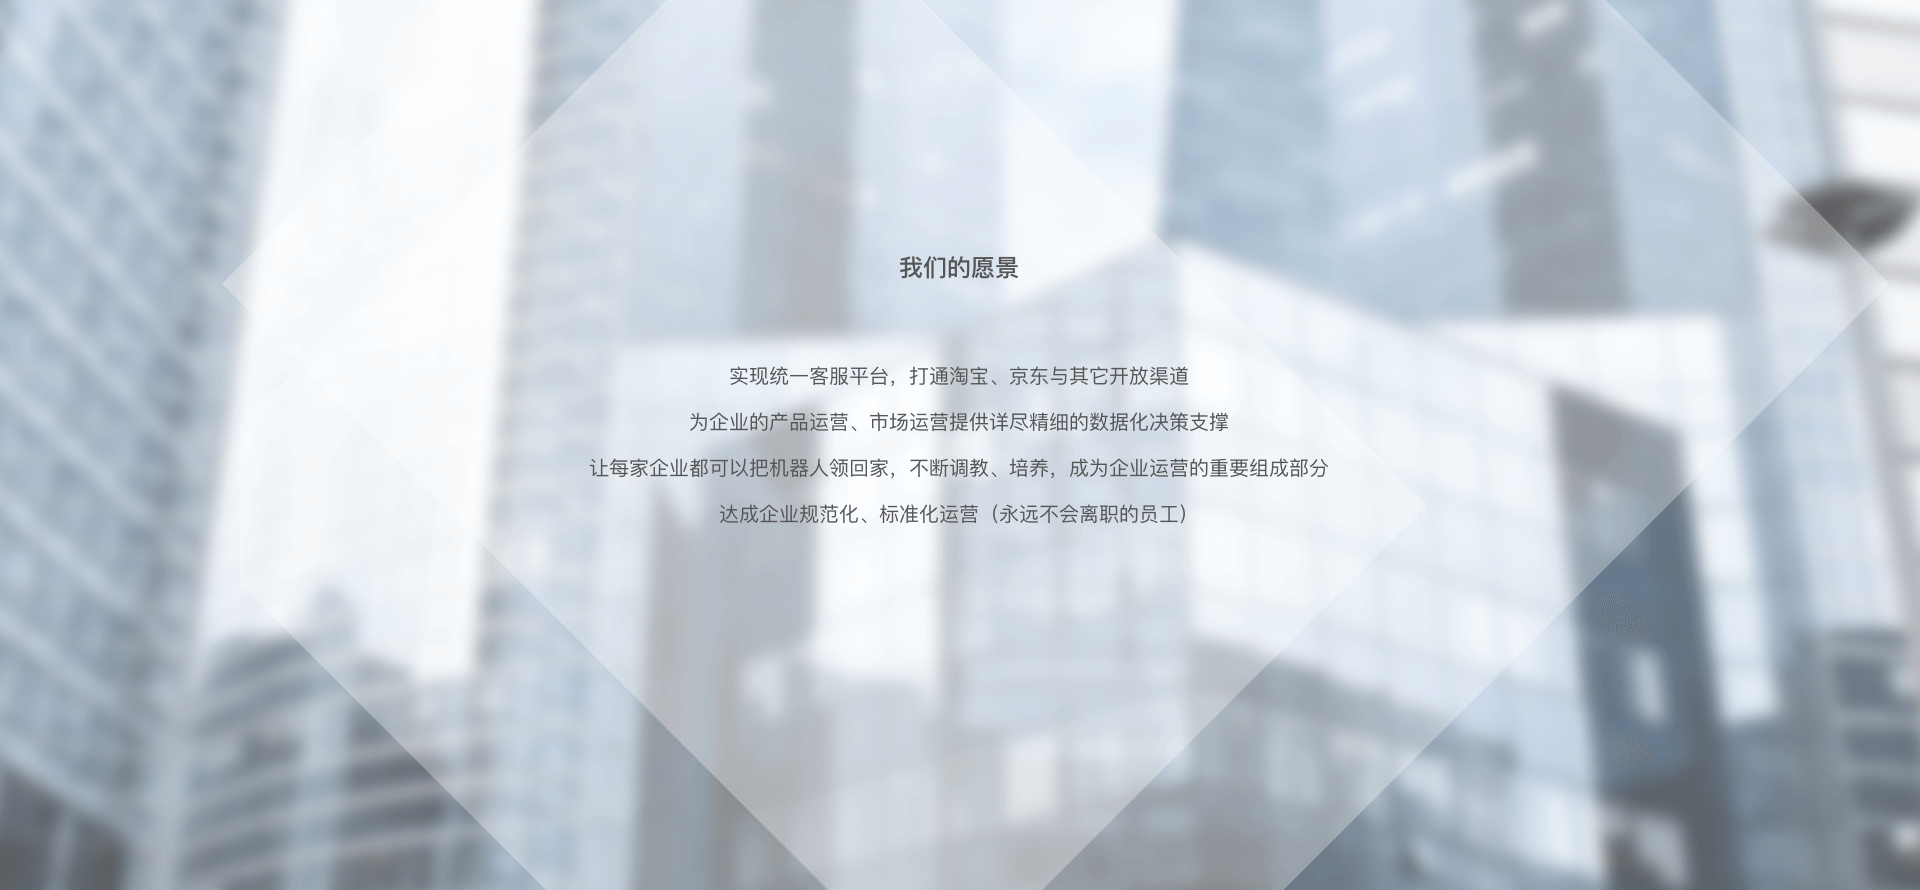 我们的愿景
实现统一客服平台，打通淘宝、京东与其它开放渠道
为企业的产品运营、市场运营提供详尽精细的数据化决策支撑
让每家企业都可以把机器人领回家，不断调教、培养，成为企业运营的重要组成部分
达成企业规范化、标准化运营（永远不会离职的员工）